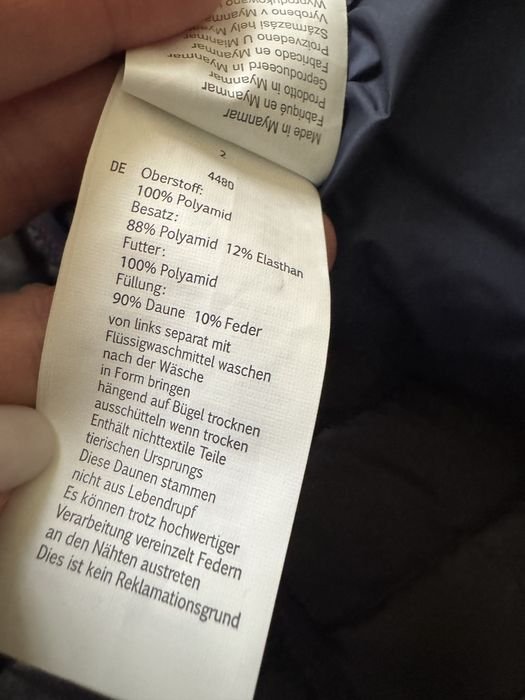 Wyprodukowano
Vyrobeno v Myanmar
Származási hely Myanmar
Proizvedeno U Mianmar
Fabricado en Myanmar
Geproduceerd In Myanmar
Prodotto in Myanmar
Fabriqué en Myanmar
Made in Myanmar
2
4480
DE Oberstoff:
100% Polyamid
Besatz:
88% Polyamid 12% Elasthan
Futter:
100% Polyamid
Füllung:
90% Daune 10% Feder
von links separat mit
Flüssigwaschmittel waschen
nach der Wäsche
in Form bringen
hängend auf Bügel trocknen
ausschütteln wenn trocken
Enthält nichttextile Teile
tierischen Ursprungs
Diese Daunen stammen
nicht aus Lebendrupf
Es können trotz hochwertiger
Verarbeitung vereinzelt Federn
an den Nähten austreten
Dies ist kein Reklamationsgrund